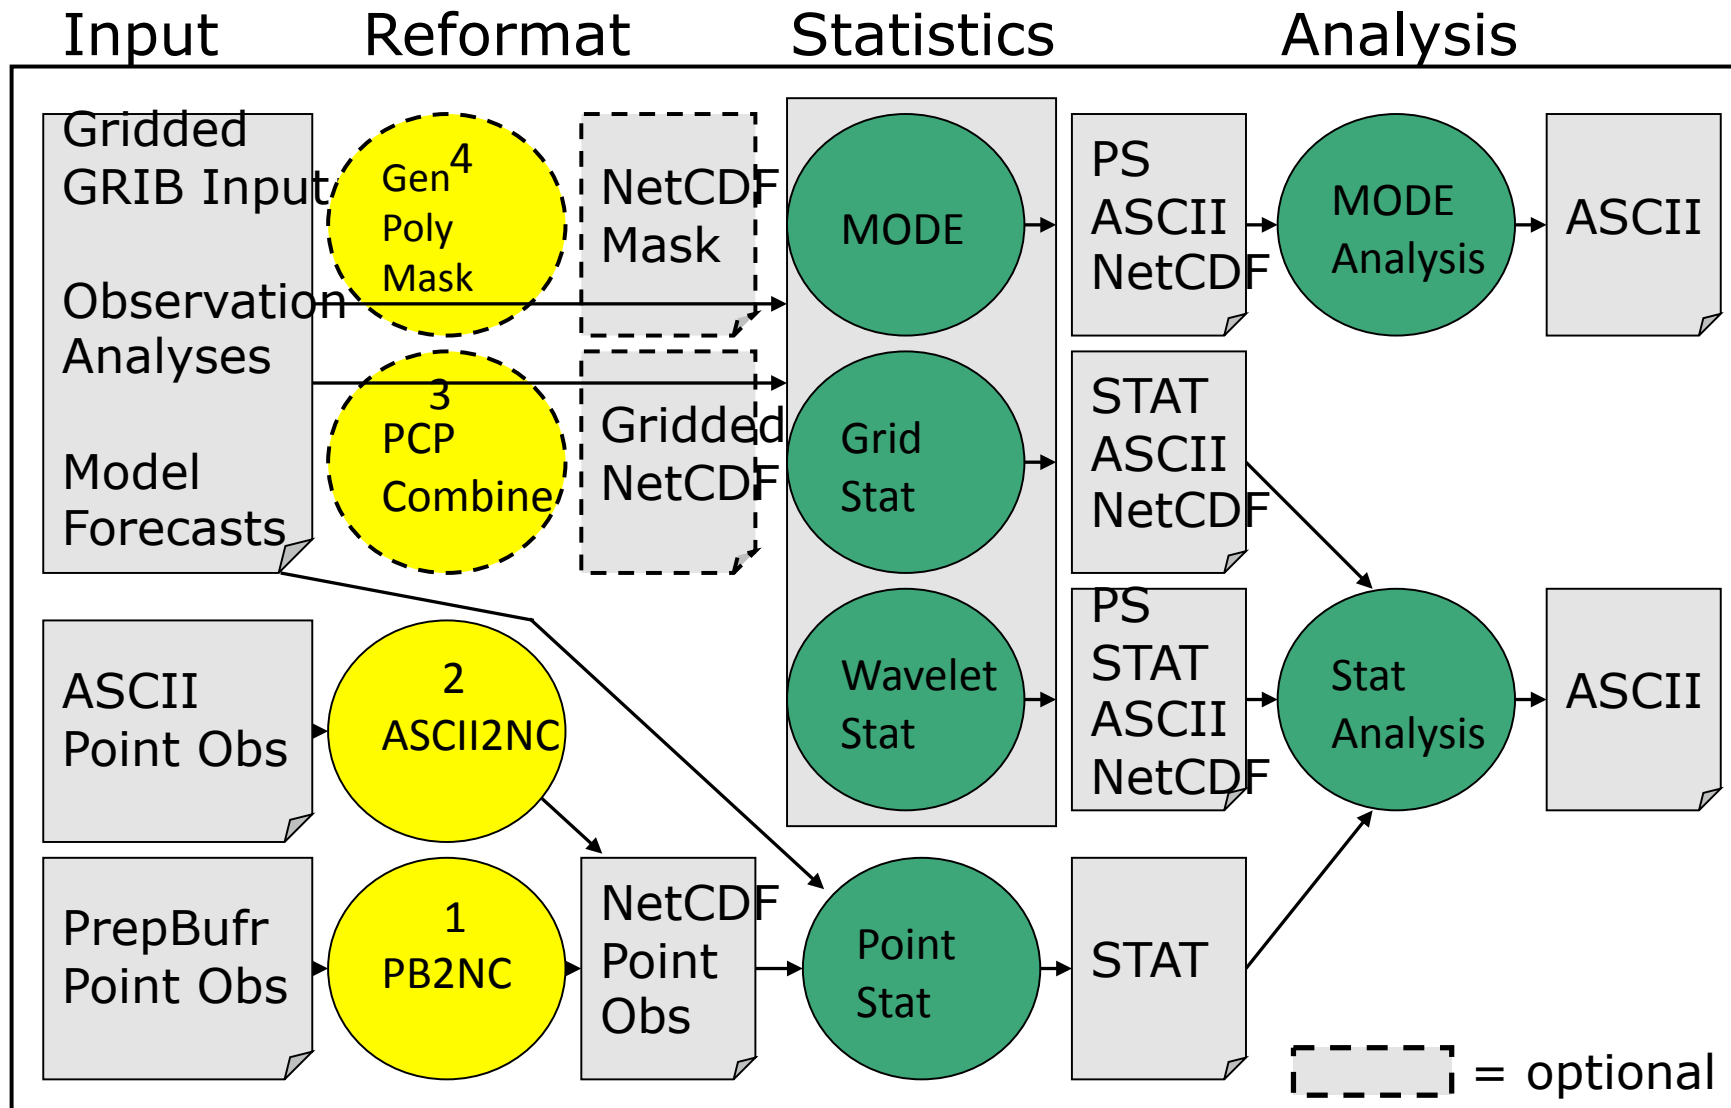 Input
Reformat
Statistics
Analysis
Gridded
GRIB Input
Observation
Analyses
Model
Forecasts
4
Gen
Poly
Mask
NetCDF
Mask
MODE
PS
ASCII
NetCDF
MODE
Analysis
ASCII
3
PCP
Combine
Gridded
NetCDF
Grid
Stat
STAT
ASCII
NetCDF
ASCII
Point Obs
2
ASCII2NC
Wavelet
Stat
PS
STAT
ASCII
NetCDF
Stat
Analysis
ASCII
PrepBufr
Point Obs
1
PB2NC
NetCDF
Point
Obs
Point
Stat
STAT
= optional